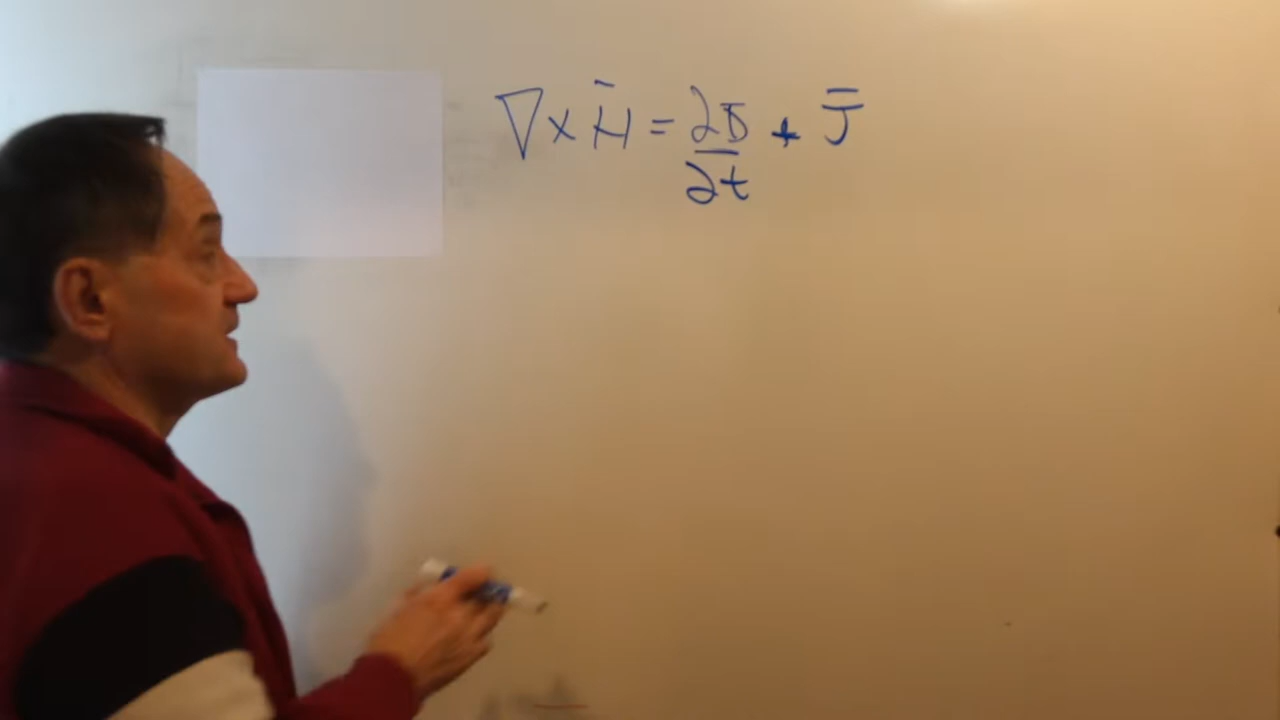 ∇ × H̄ = ∂D̄/∂t + J̄